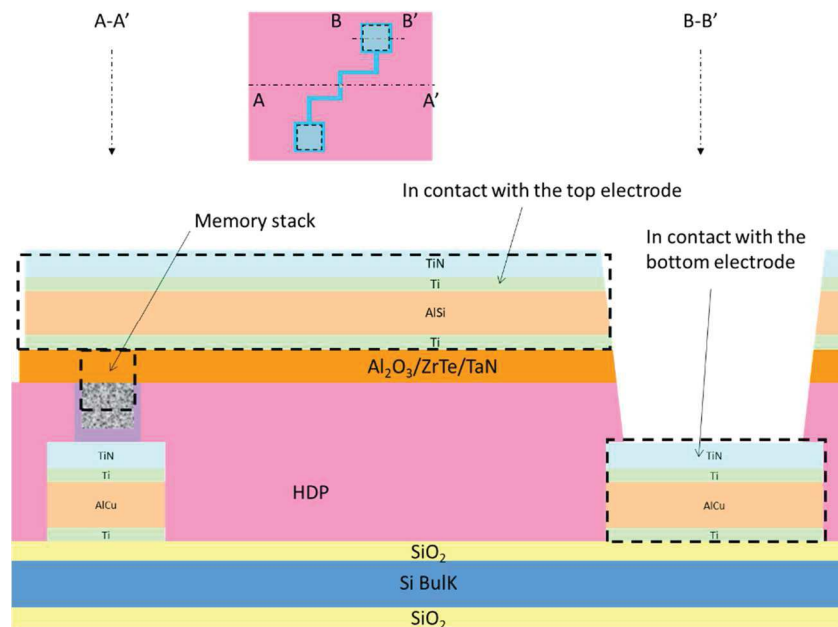 A-A’
B
B’
B-B’
A
A’
In contact with the top electrode
Memory stack
In contact with the
bottom electrode
TiN
Ti
AlSi
Ti
Al₂O₃/ZrTe/TaN
TiN
Ti
AlCu
Ti
HDP
TiN
Ti
AlCu
Ti
SiO₂
Si BulK
SiO₂